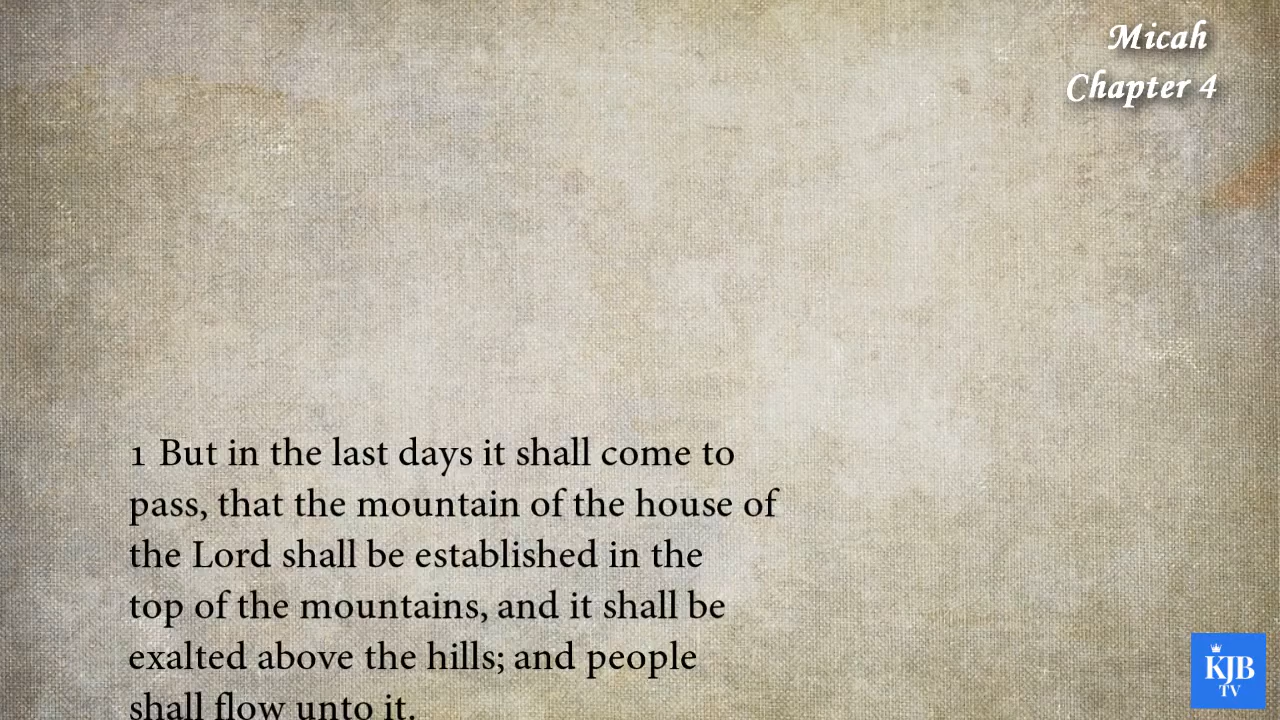 Micah
Chapter 4
1 But in the last days it shall come to
pass, that the mountain of the house of
the Lord shall be established in the
top of the mountains, and it shall be
exalted above the hills; and people
shall flow unto it.
KJB
TV